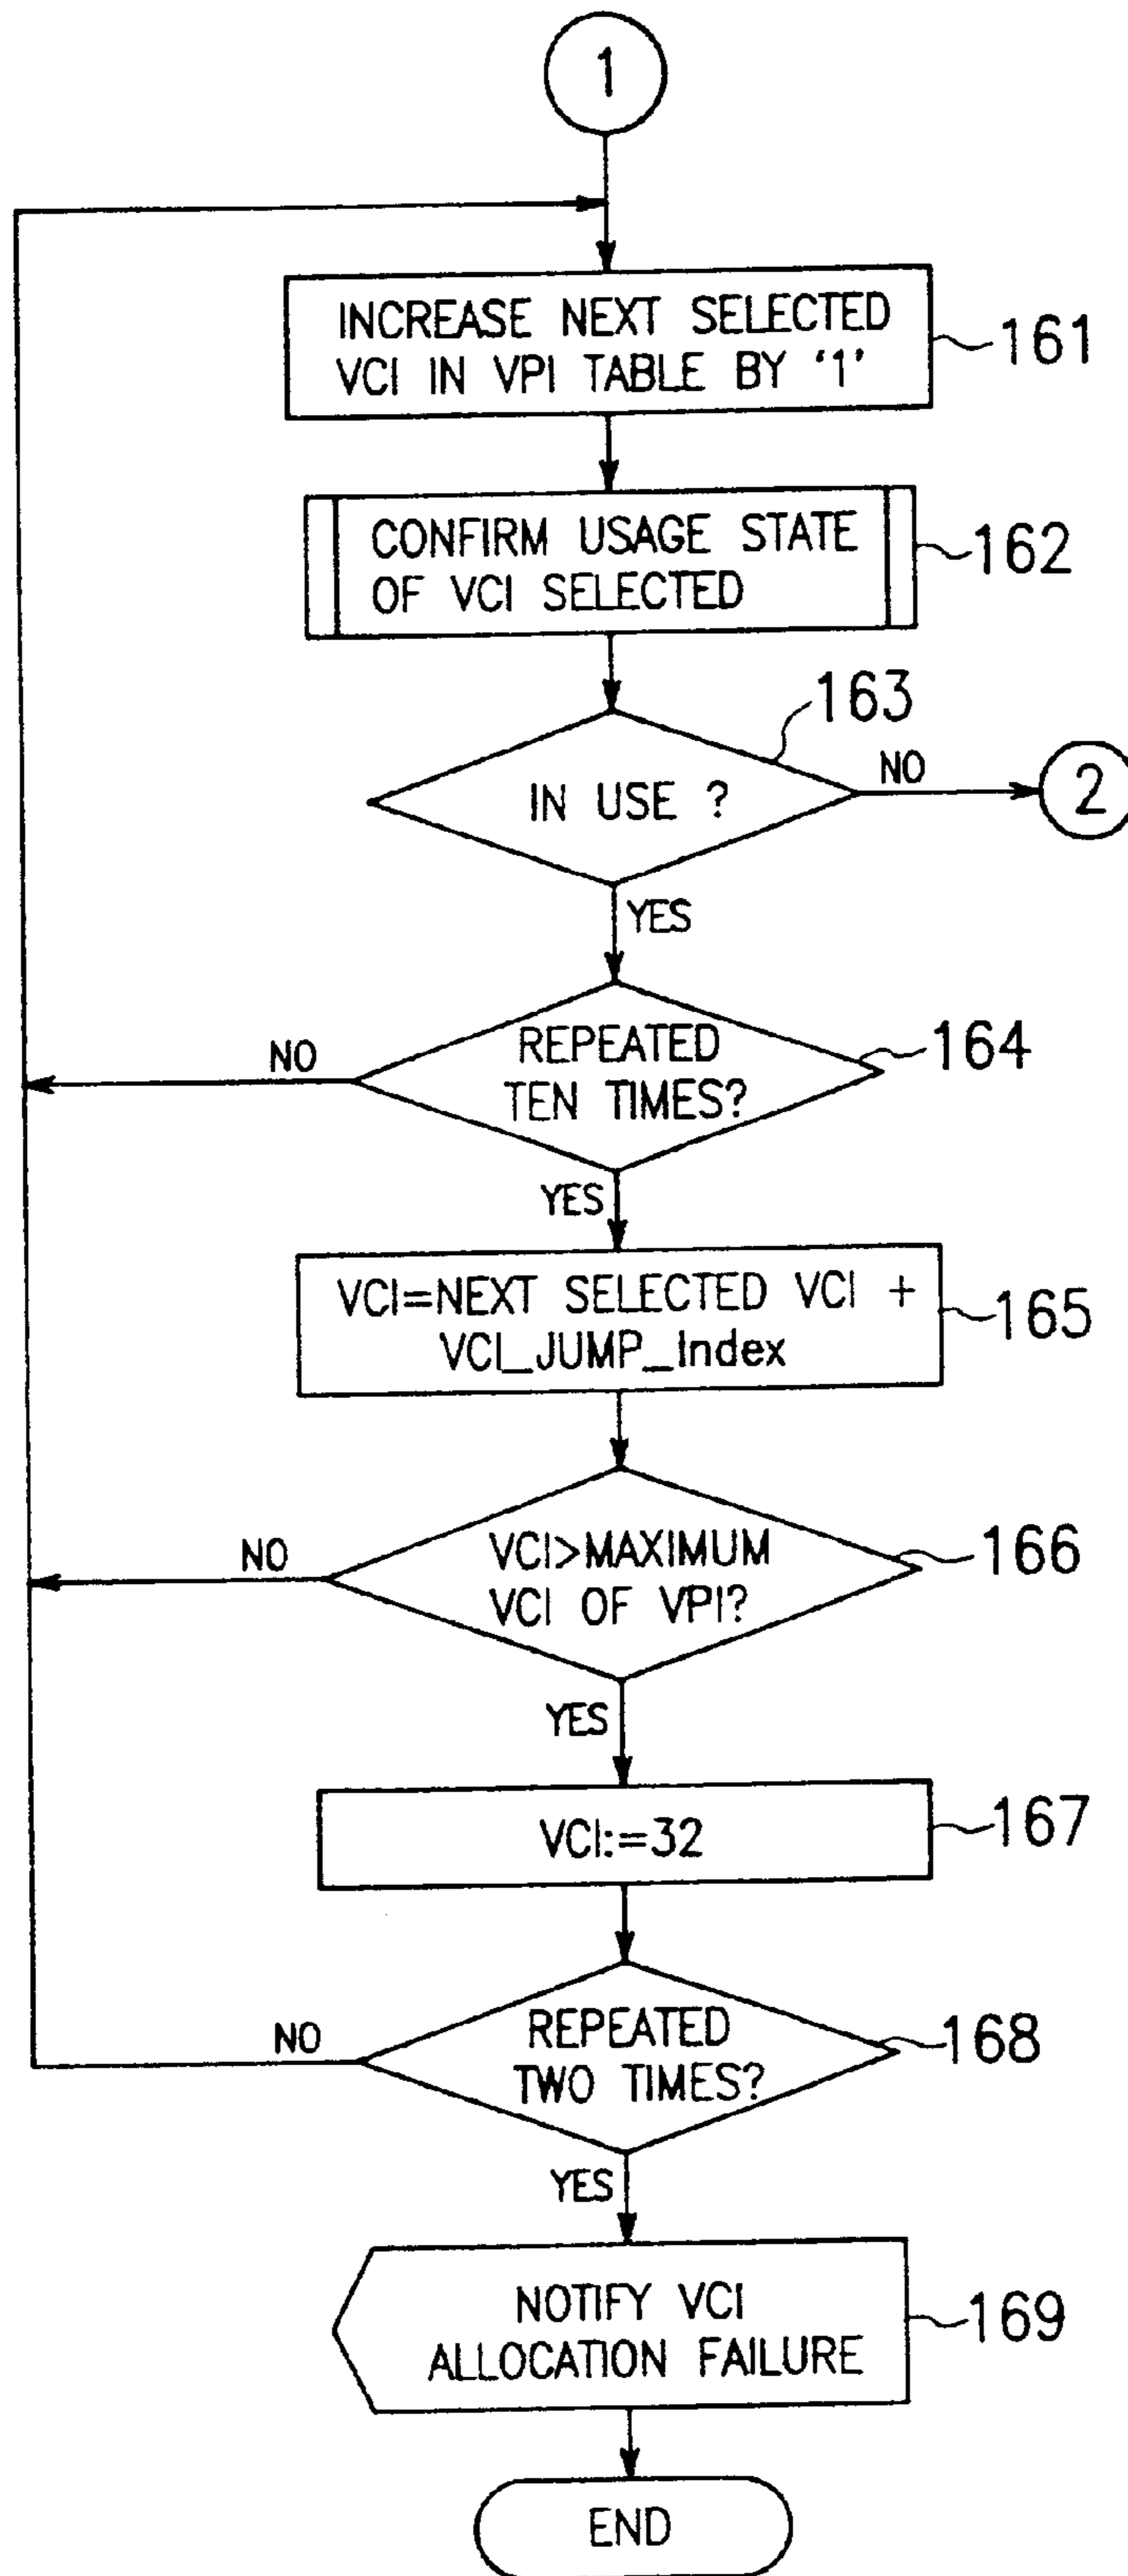 1
INCREASE NEXT SELECTED
VCI IN VPI TABLE BY '1'
161
CONFIRM USAGE STATE
OF VCI SELECTED
162
163
IN USE ?
NO
2
YES
REPEATED
TEN TIMES?
164
NO
YES
VCI=NEXT SELECTED VCI +
VCI_JUMP_Index
165
VCI>MAXIMUM
VCI OF VPI?
166
NO
YES
VCI:=32
167
REPEATED
TWO TIMES?
168
NO
YES
NOTIFY VCI
ALLOCATION FAILURE
169
END